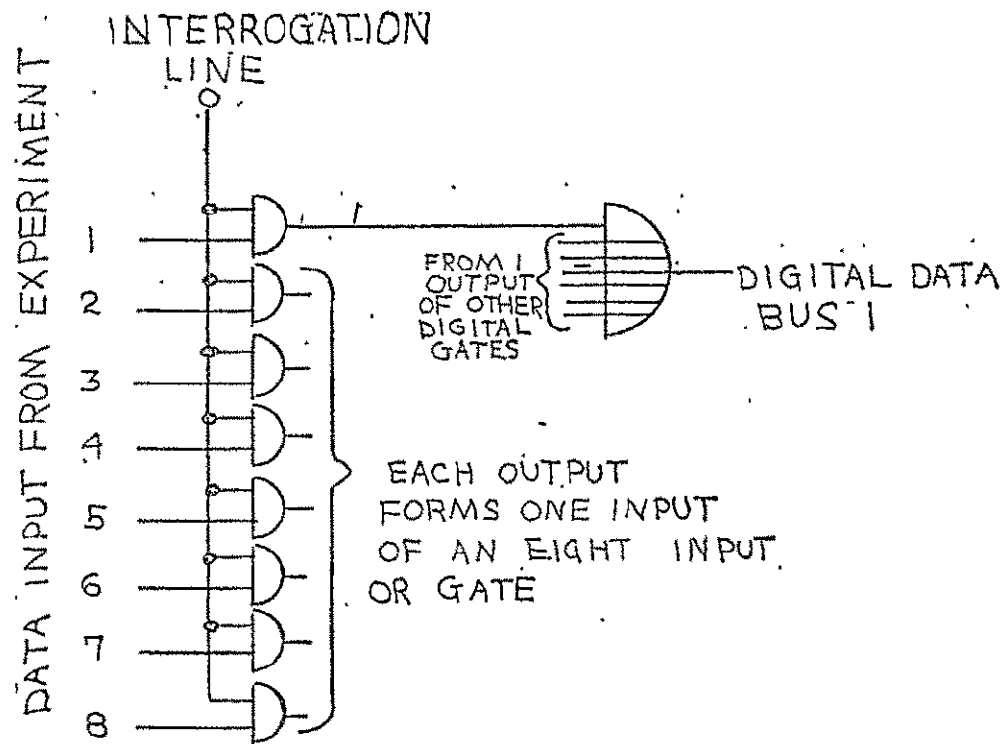 INTERROGATION
LINE
DATA INPUT FROM EXPERIMENT
1
2
3
4
5
6
7
8
1
FROM 1
OUTPUT
OF OTHER
DIGITAL
GATES
DIGITAL DATA
BUS 1
EACH OUTPUT
FORMS ONE INPUT
OF AN EIGHT INPUT
OR GATE